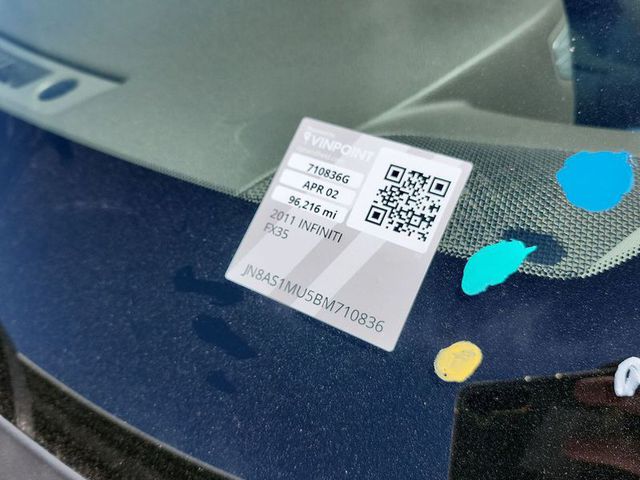 VINPOINT
710836G
APR 02
96,216 mi
2011 INFINITI
FX35
JN8AS1MU5BM710836